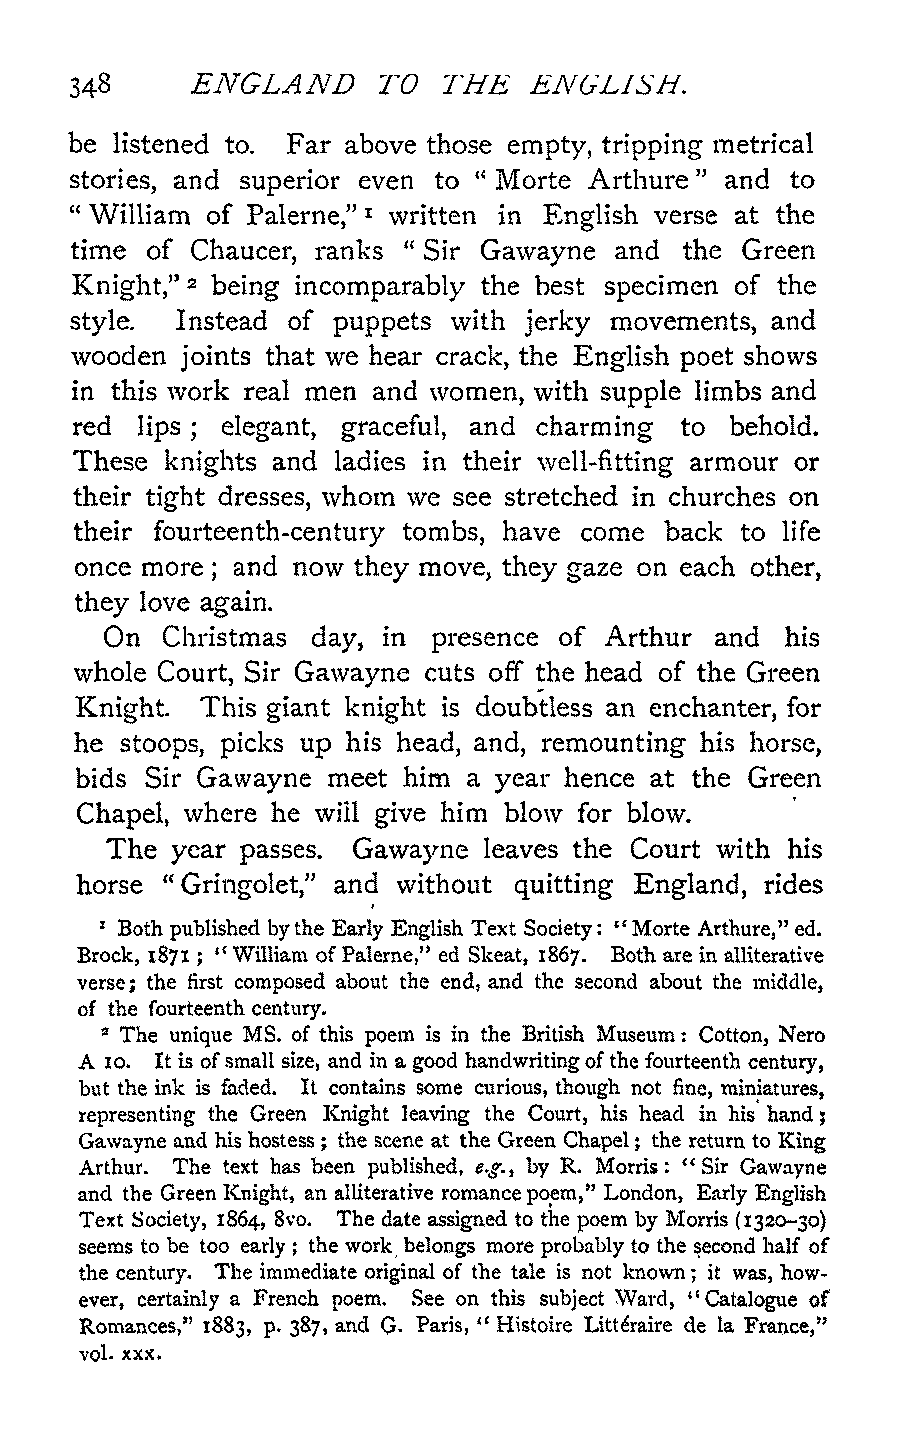 348 ENGLAND TO THE ENGLISH.
be listened to. Far above those empty, tripping metrical
stories, and superior even to “ Morte Arthure ” and to
“ William of Palerne,” ¹ written in English verse at the
time of Chaucer, ranks “ Sir Gawayne and the Green
Knight,” ² being incomparably the best specimen of the
style. Instead of puppets with jerky movements, and
wooden joints that we hear crack, the English poet shows
in this work real men and women, with supple limbs and
red lips ; elegant, graceful, and charming to behold.
These knights and ladies in their well-fitting armour or
their tight dresses, whom we see stretched in churches on
their fourteenth-century tombs, have come back to life
once more ; and now they move, they gaze on each other,
they love again.
On Christmas day, in presence of Arthur and his
whole Court, Sir Gawayne cuts off the head of the Green
Knight. This giant knight is doubtless an enchanter, for
he stoops, picks up his head, and, remounting his horse,
bids Sir Gawayne meet him a year hence at the Green
Chapel, where he will give him blow for blow.
The year passes. Gawayne leaves the Court with his
horse “ Gringolet,” and without quitting England, rides
¹ Both published by the Early English Text Society : “ Morte Arthure,” ed.
Brock, 1871 ; “ William of Palerne,” ed Skeat, 1867. Both are in alliterative
verse ; the first composed about the end, and the second about the middle,
of the fourteenth century.
² The unique MS. of this poem is in the British Museum : Cotton, Nero
A 10. It is of small size, and in a good handwriting of the fourteenth century,
but the ink is faded. It contains some curious, though not fine, miniatures,
representing the Green Knight leaving the Court, his head in his hand ;
Gawayne and his hostess ; the scene at the Green Chapel ; the return to King
Arthur. The text has been published, e.g., by R. Morris : “ Sir Gawayne
and the Green Knight, an alliterative romance poem,” London, Early English
Text Society, 1864, 8vo. The date assigned to the poem by Morris (1320–30)
seems to be too early ; the work belongs more probably to the second half of
the century. The immediate original of the tale is not known ; it was, how-
ever, certainly a French poem. See on this subject Ward, “ Catalogue of
Romances,” 1883, p. 387, and G. Paris, “ Histoire Littéraire de la France,”
vol. xxx.